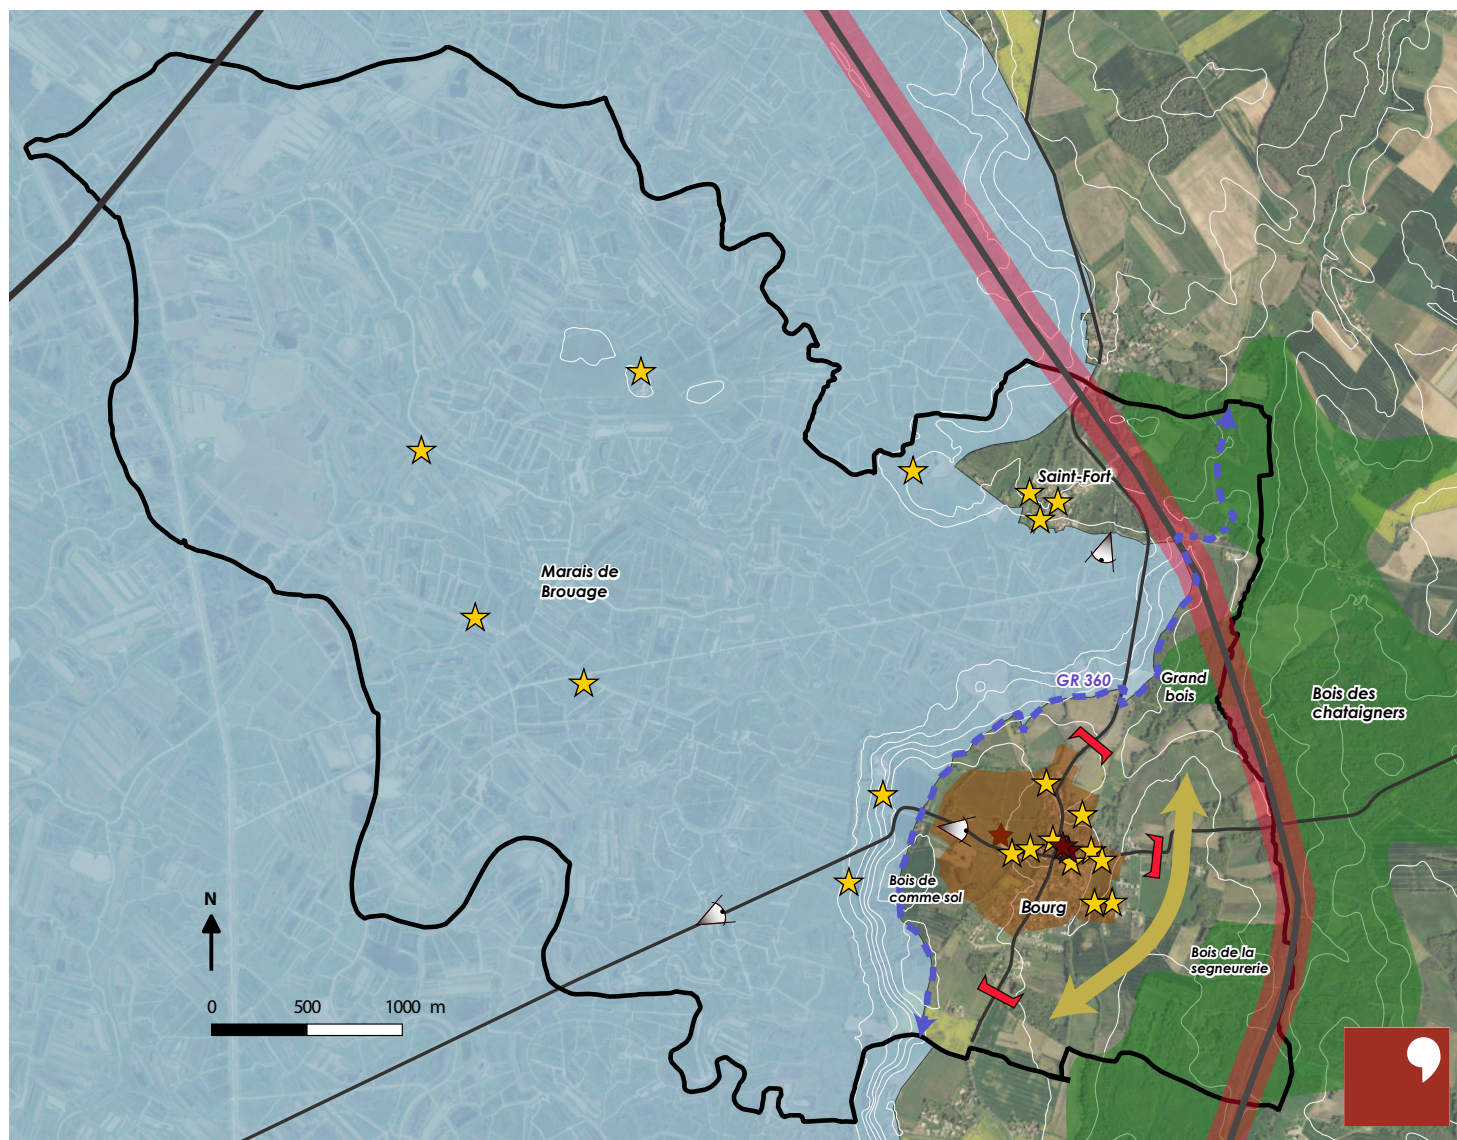 Saint-Fort
Marais de
Brouage
GR 360
Grand
bois
Bois des
chataigners
Bois de
comme sol
Bourg
N
Bois de la
segneurerie
0 500 1000 m